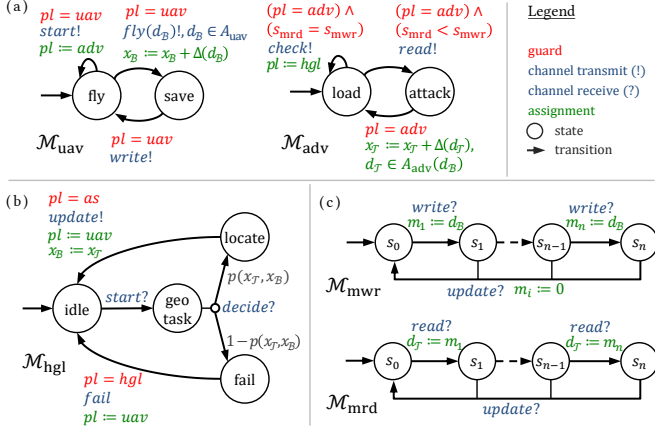 (a)
pl = uav
start!
pl ≔ adv
pl = uav
fly(d_ℬ)!, d_ℬ ∈ A_uav
x_ℬ ≔ x_ℬ + Δ(d_ℬ)
fly
save
pl = uav
write!
ℳ_uav
(pl = adv) ∧
(s_mrd = s_mwr)
check!
pl ≔ hgl
(pl = adv) ∧
(s_mrd < s_mwr)
read!
load
attack
pl = adv
x_𝒯 ≔ x_𝒯 + Δ(d_𝒯),
d_𝒯 ∈ A_adv(d_ℬ)
ℳ_adv
Legend
guard
channel transmit (!)
channel receive (?)
assignment
state
transition
(b)
pl = as
update!
pl ≔ uav
x_ℬ ≔ x_𝒯
locate
p(x_𝒯, x_ℬ)
idle
start?
geo
task
decide?
1−p(x_𝒯,x_ℬ)
ℳ_hgl
fail
pl = hgl
fail
pl ≔ uav
(c)
write?
m_1 ≔ d_ℬ
write?
m_n ≔ d_ℬ
s_0
s_1
s_{n−1}
s_n
ℳ_mwr
update?
m_i ≔ 0
read?
d_𝒯 ≔ m_1
read?
d_𝒯 ≔ m_n
s_0
s_1
s_{n−1}
s_n
ℳ_mrd
update?